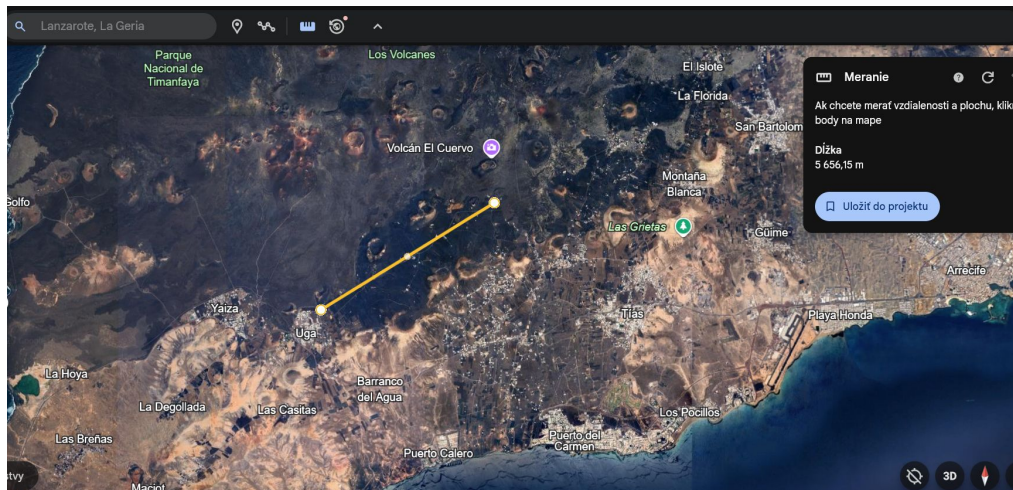 Lanzarote, La Geria
Parque
Nacional de
Timanfaya
Los Volcanes
El Islote
La Florida
San Bartolom
Volcán El Cuervo
Montaña
Blanca
Golfo
Las Grietas
Güime
Arrecife
Yaiza
Uga
Tías
Playa Honda
La Hoya
Barranco
del Agua
La Degollada
Las Casitas
Los Pocillos
Las Breñas
Puerto del
Carmen
Puerto Calero
Maciot
stvy
Meranie
Ak chcete merať vzdialenosti a plochu, klikn
body na mape
Dĺžka
5 656,15 m
Uložiť do projektu
3D